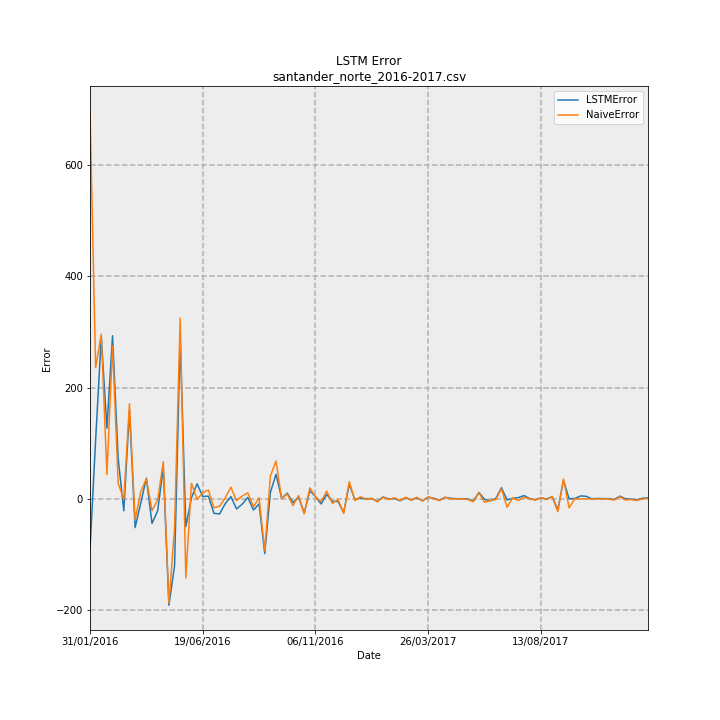 LSTM Error
santander_norte_2016-2017.csv
LSTMError
NaiveError
600
400
200
0
−200
Error
31/01/2016 19/06/2016 06/11/2016 26/03/2017 13/08/2017
Date